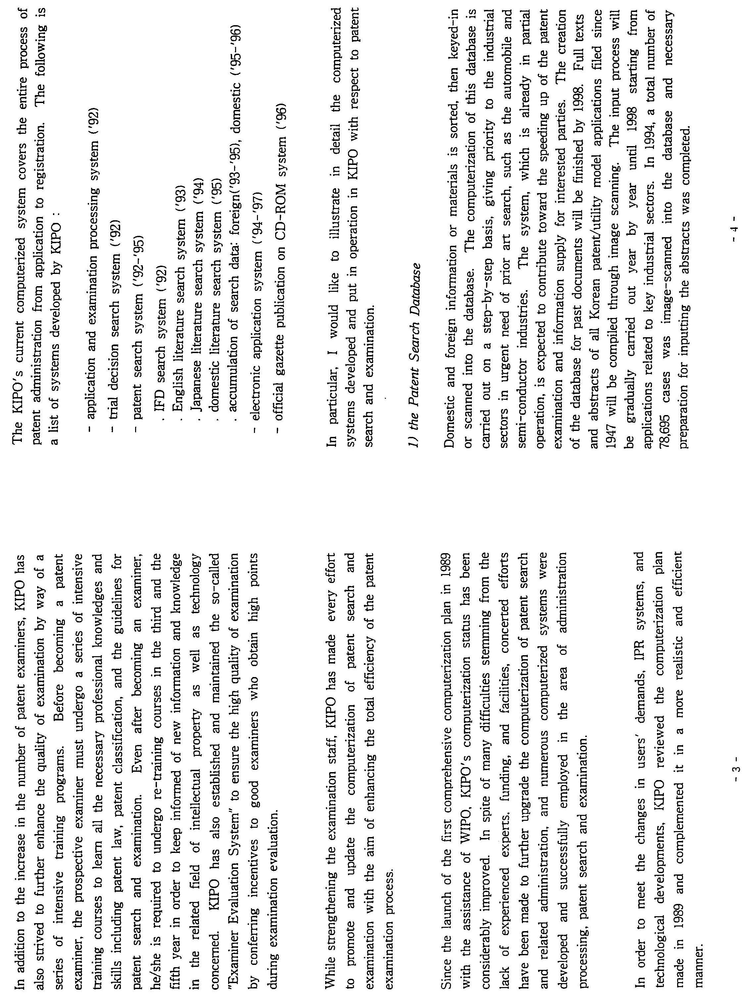 In addition to the increase in the number of patent examiners, KIPO has
also strived to further enhance the quality of examination by way of a
series of intensive training programs. Before becoming a patent
examiner, the prospective examiner must undergo a series of intensive
training courses to learn all the necessary professional knowledges and
skills including patent law, patent classification, and the guidelines for
patent search and examination. Even after becoming an examiner,
he/she is required to undergo re-training courses in the third and the
fifth year in order to keep informed of new information and knowledge
in the related field of intellectual property as well as technology
concerned. KIPO has also established and maintained the so-called
"Examiner Evaluation System" to ensure the high quality of examination
by conferring incentives to good examiners who obtain high points
during examination evaluation.
While strengthening the examination staff, KIPO has made every effort
to promote and update the computerization of patent search and
examination with the aim of enhancing the total efficiency of the patent
examination process.
Since the launch of the first comprehensive computerization plan in 1989
with the assistance of WIPO, KIPO's computerization status has been
considerably improved. In spite of many difficulties stemming from the
lack of experienced experts, funding, and facilities, concerted efforts
have been made to further upgrade the computerization of patent search
and related administration, and numerous computerized systems were
developed and successfully employed in the area of administration
processing, patent search and examination.
In order to meet the changes in users' demands, IPR systems, and
technological developments, KIPO reviewed the computerization plan
made in 1989 and complemented it in a more realistic and efficient
manner.
- 3 -
The KIPO's current computerized system covers the entire process of
patent administration from application to registration. The following is
a list of systems developed by KIPO :
- application and examination processing system ('92)
- trial decision search system ('92)
- patent search system ('92-'95)
. IFD search system ('92)
. English literature search system ('93)
. Japanese literature search system ('94)
. domestic literature search system ('95)
. accumulation of search data: foreign('93-'95), domestic ('95-'96)
- electronic application system ('94-'97)
- official gazette publication on CD-ROM system ('96)
In particular, I would like to illustrate in detail the computerized
systems developed and put in operation in KIPO with respect to patent
search and examination.
1) the Patent Search Database
Domestic and foreign information or materials is sorted, then keyed-in
or scanned into the database. The computerization of this database is
carried out on a step-by-step basis, giving priority to the industrial
sectors in urgent need of prior art search, such as the automobile and
semi-conductor industries. The system, which is already in partial
operation, is expected to contribute toward the speeding up of the patent
examination and information supply for interested parties. The creation
of the database for past documents will be finished by 1998. Full texts
and abstracts of all Korean patent/utility model applications filed since
1947 will be compiled through image scanning. The input process will
be gradually carried out year by year until 1998 starting from
applications related to key industrial sectors. In 1994, a total number of
78,695 cases was image-scanned into the database and necessary
preparation for inputing the abstracts was completed.
- 4 -